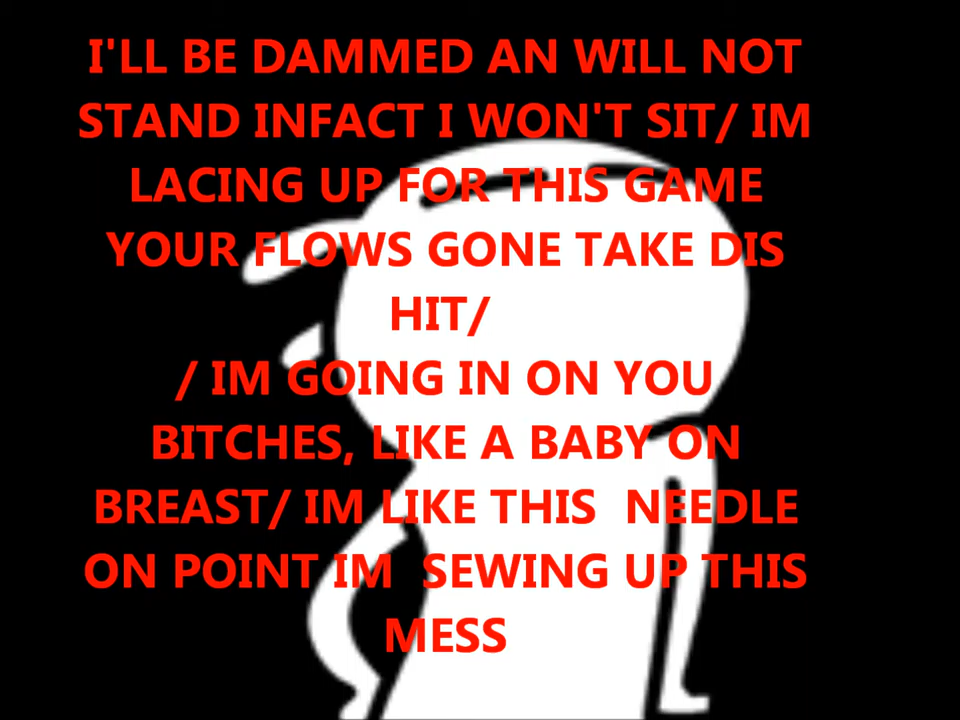 I'LL BE DAMMED AN WILL NOT
STAND INFACT I WON'T SIT/ IM
LACING UP FOR THIS GAME
YOUR FLOWS GONE TAKE DIS
HIT/
/ IM GOING IN ON YOU
BITCHES, LIKE A BABY ON
BREAST/ IM LIKE THIS  NEEDLE
ON POINT IM  SEWING UP THIS
MESS